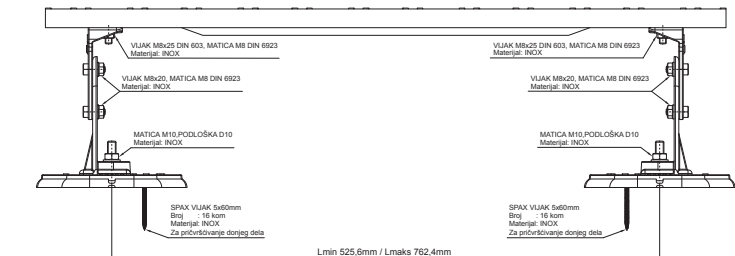 VIJAK M8x25 DIN 603, MATICA M8 DIN 6923
Materijal: INOX
VIJAK M8x25 DIN 603, MATICA M8 DIN 6923
Materijal: INOX
VIJAK M8x20, MATICA M8 DIN 6923
Materijal: INOX
VIJAK M8x20, MATICA M8 DIN 6923
Materijal: INOX
MATICA M10,PODLOŠKA D10
Materijal: INOX
MATICA M10,PODLOŠKA D10
Materijal: INOX
SPAX VIJAK 5x60mm
Broj : 16 kom
Materijal: INOX
Za pričvršćivanje donjeg dela
SPAX VIJAK 5x60mm
Broj : 16 kom
Materijal: INOX
Za pričvršćivanje donjeg dela
Lmin 525,6mm / Lmaks 762,4mm